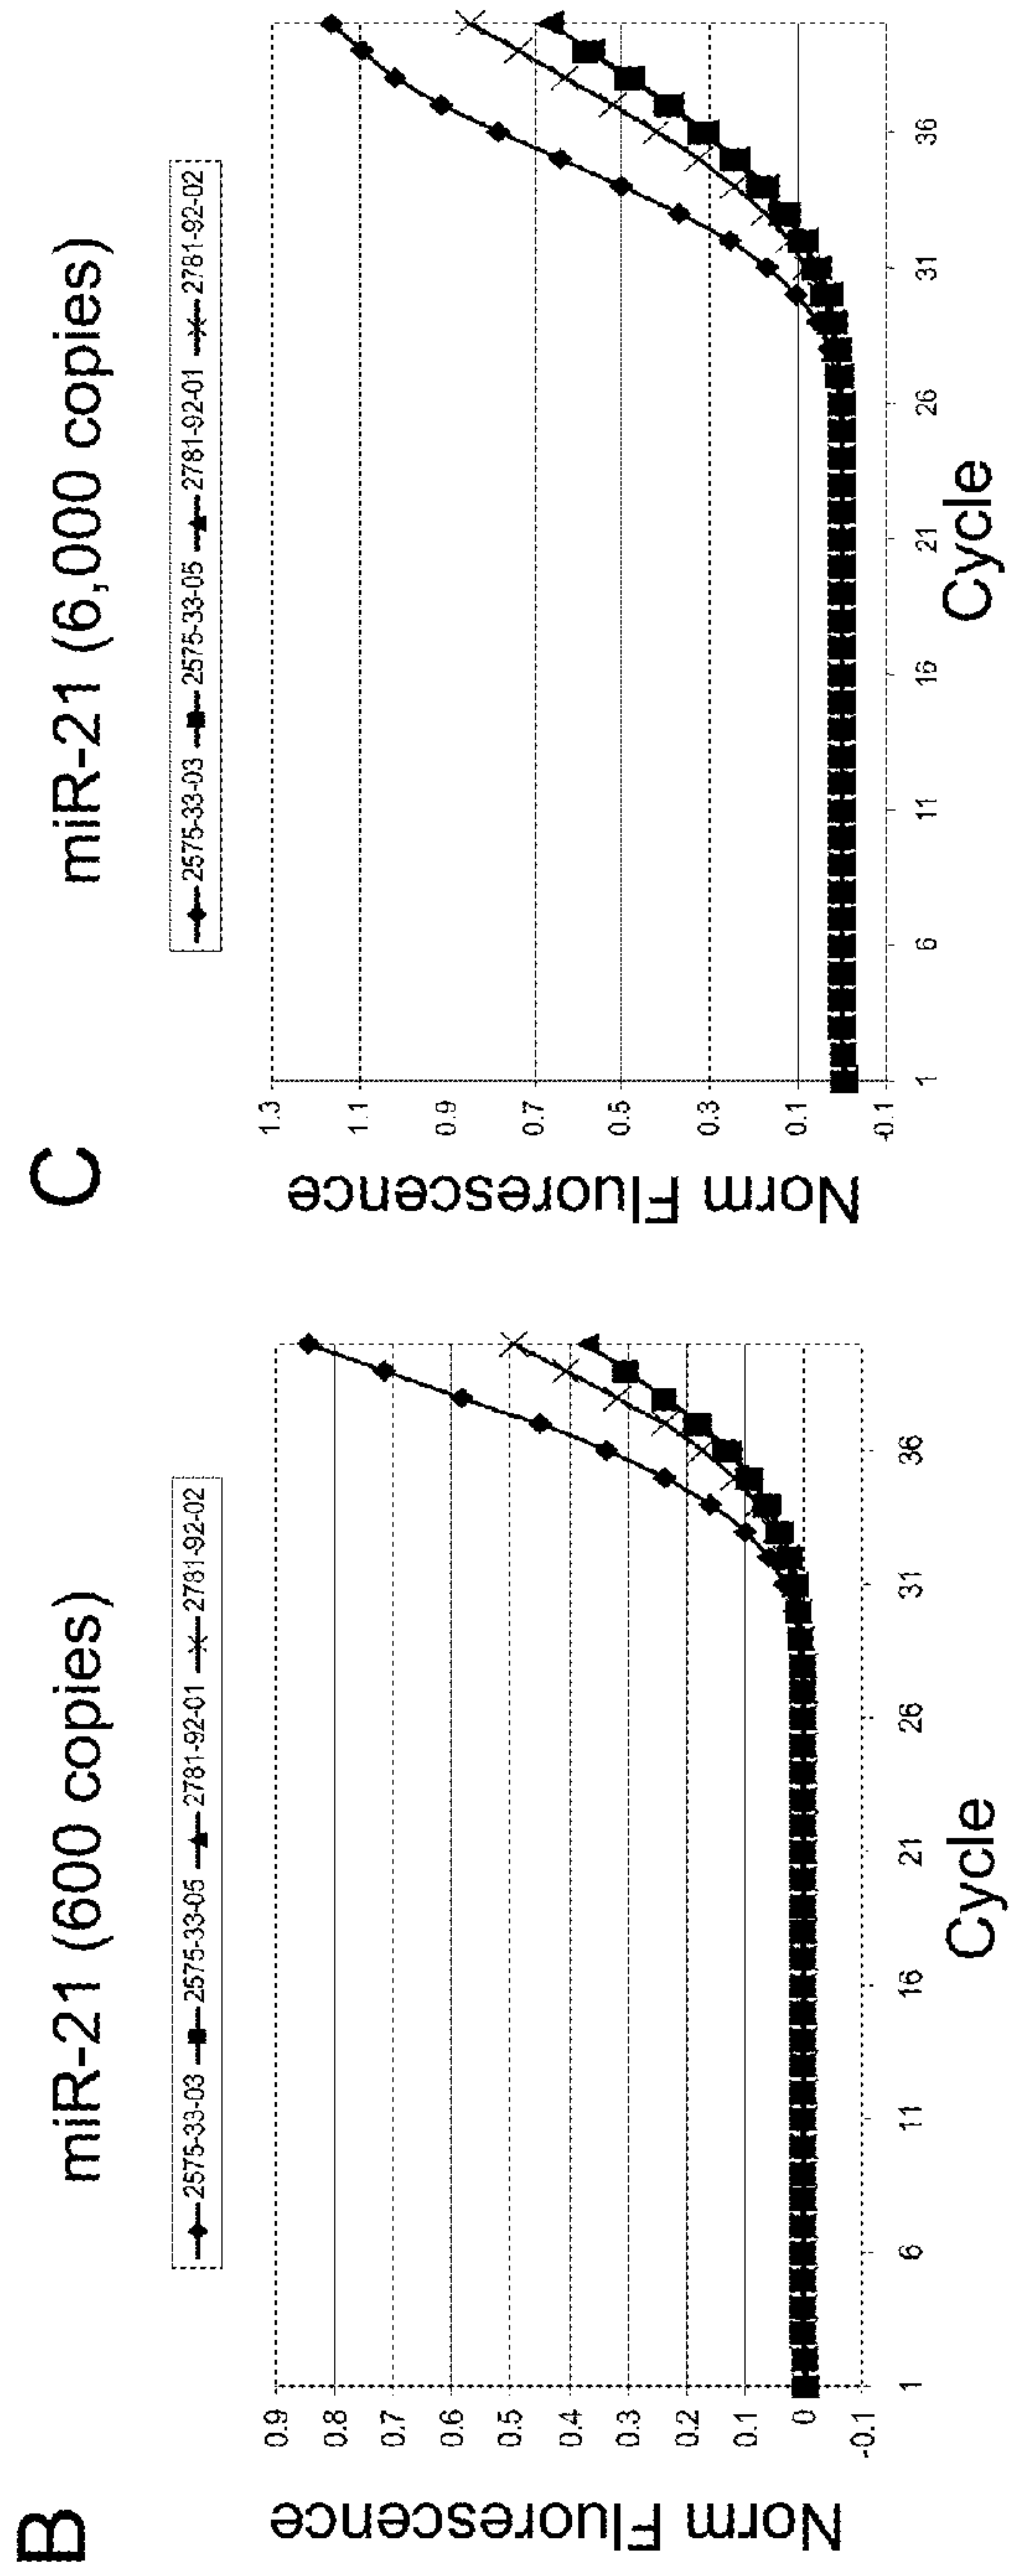 B
miR-21 (600 copies)
2575-33-03 2575-33-05 2781-92-01 2781-92-02
Norm Fluorescence
0.9
0.8
0.7
0.6
0.5
0.4
0.3
0.2
0.1
0
-0.1
1 6 11 16 21 26 31 36
Cycle
C
miR-21 (6,000 copies)
2575-33-03 2575-33-05 2781-92-01 2781-92-02
Norm Fluorescence
1.3
1.1
0.9
0.7
0.5
0.3
0.1
-0.1
1 6 11 16 21 26 31 36
Cycle